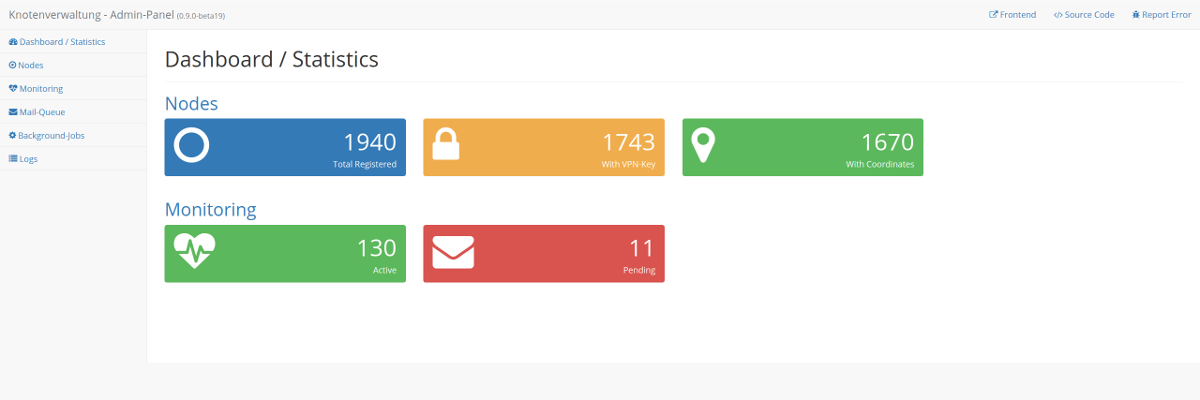 Knotenverwaltung - Admin-Panel (0.9.0-beta19)
Frontend
Source Code
Report Error
Dashboard / Statistics
Nodes
Monitoring
Mail-Queue
Background-Jobs
Logs
Dashboard / Statistics
Nodes
1940
Total Registered
1743
With VPN-Key
1670
With Coordinates
Monitoring
130
Active
11
Pending